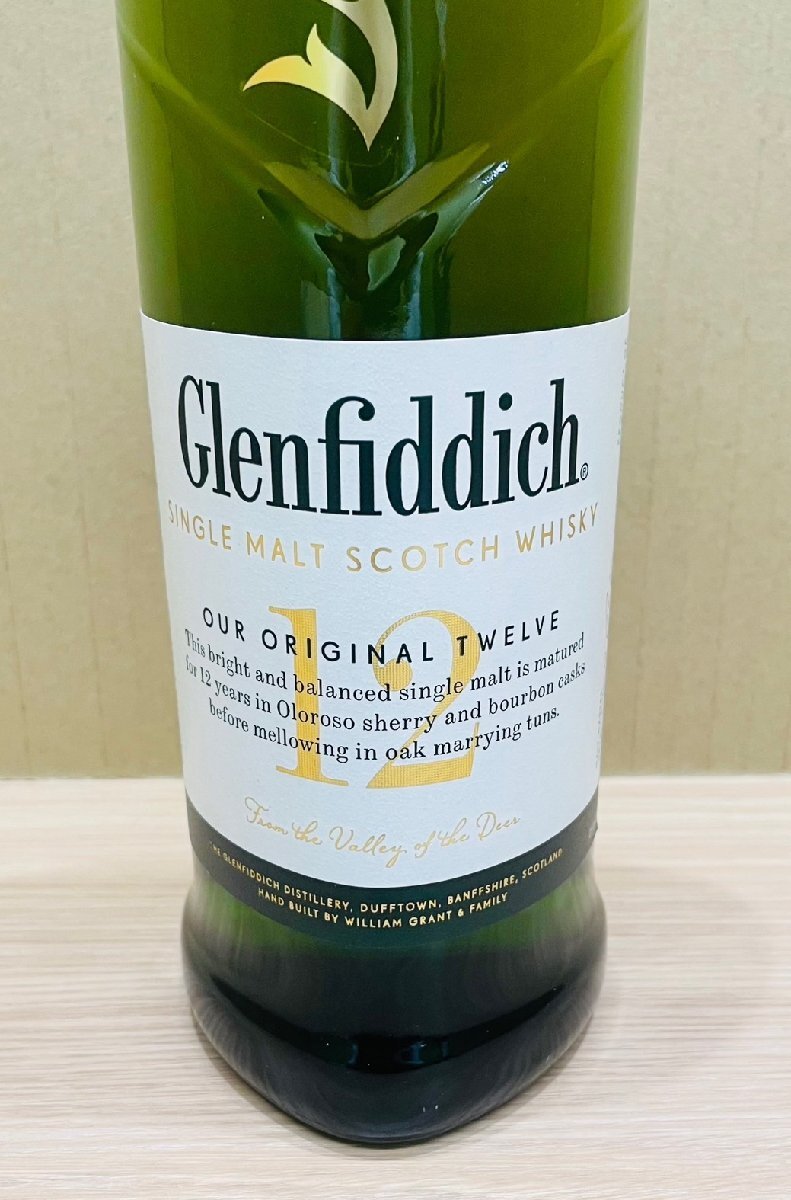 Glenfiddich®
SINGLE MALT SCOTCH WHISKY
12
OUR ORIGINAL TWELVE
This bright and balanced single malt is matured
for 12 years in Oloroso sherry and bourbon casks
before mellowing in oak marrying tuns.
From the Valley of the Deer
THE GLENFIDDICH DISTILLERY, DUFFTOWN, BANFFSHIRE, SCOTLAND
HAND BUILT BY WILLIAM GRANT & FAMILY